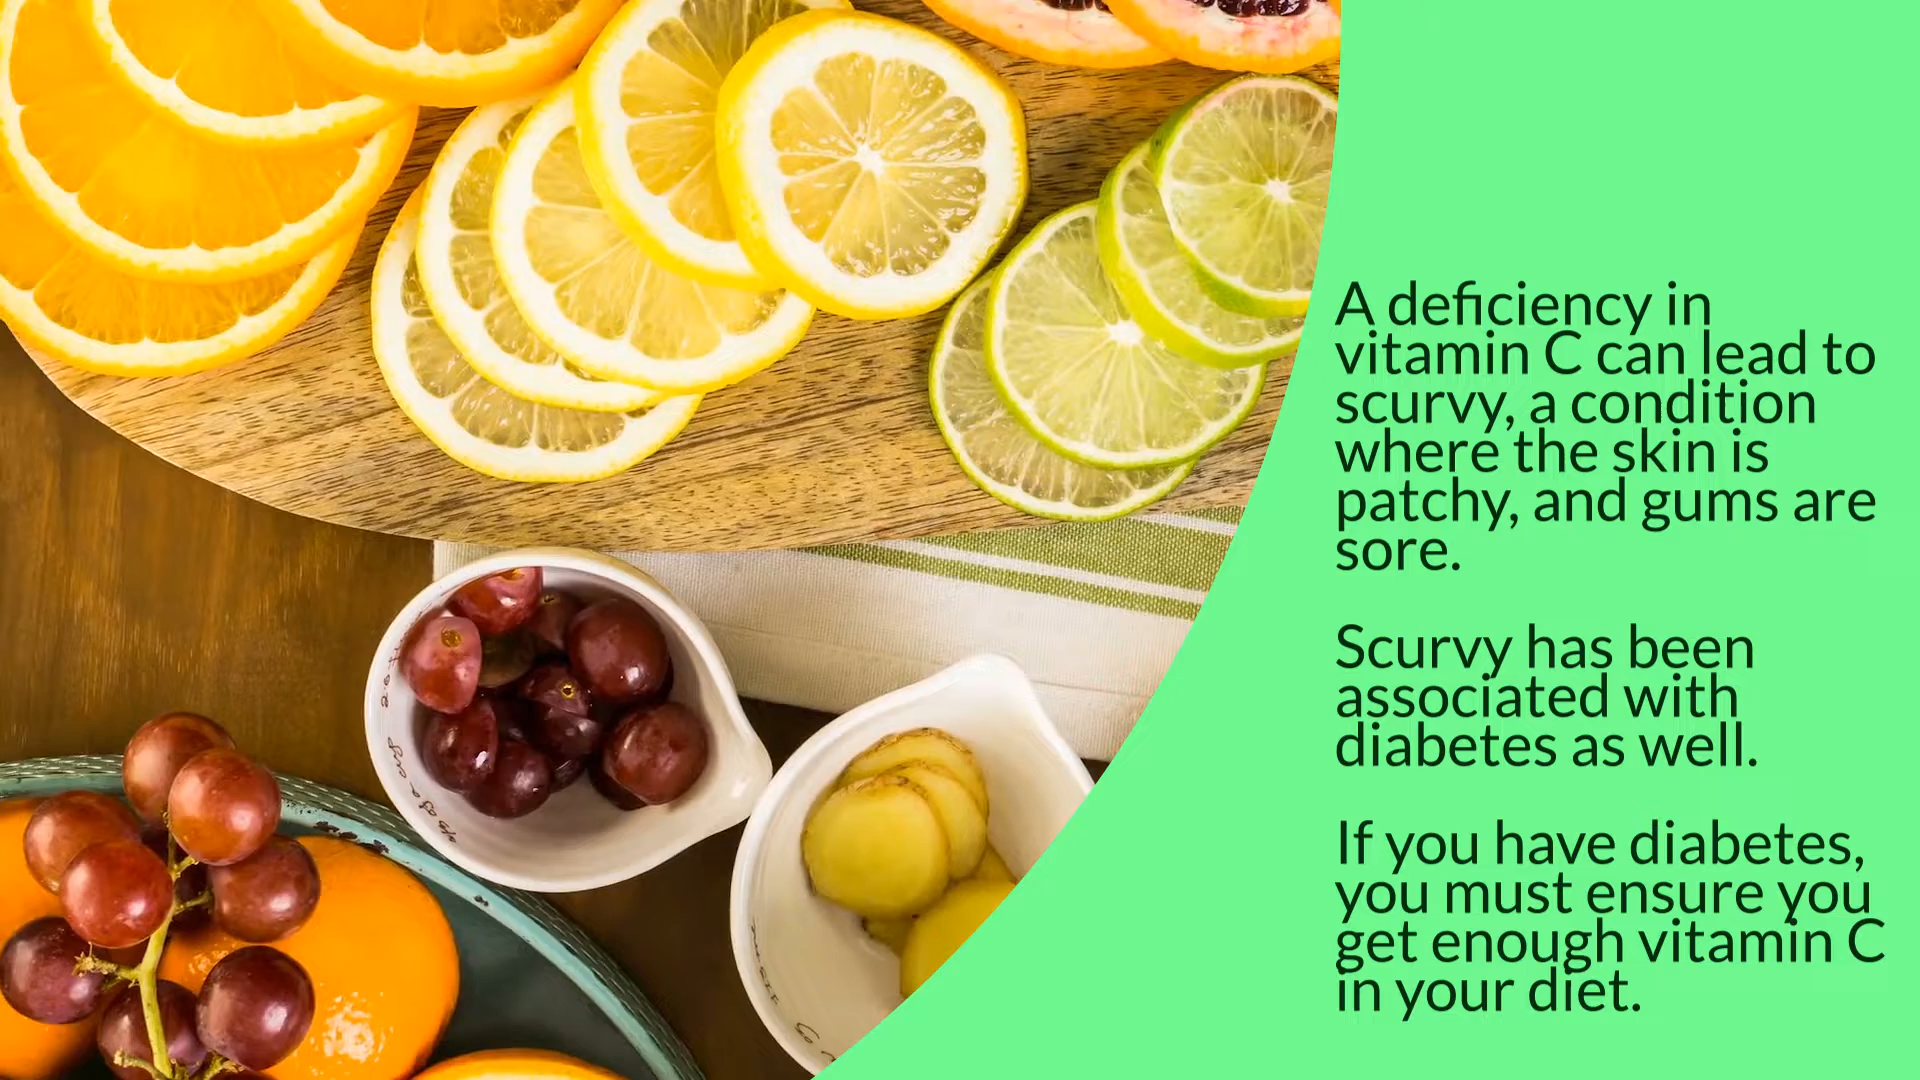 A deficiency in
vitamin C can lead to
scurvy, a condition
where the skin is
patchy, and gums are
sore.
Scurvy has been
associated with
diabetes as well.
If you have diabetes,
you must ensure you
get enough vitamin C
in your diet.